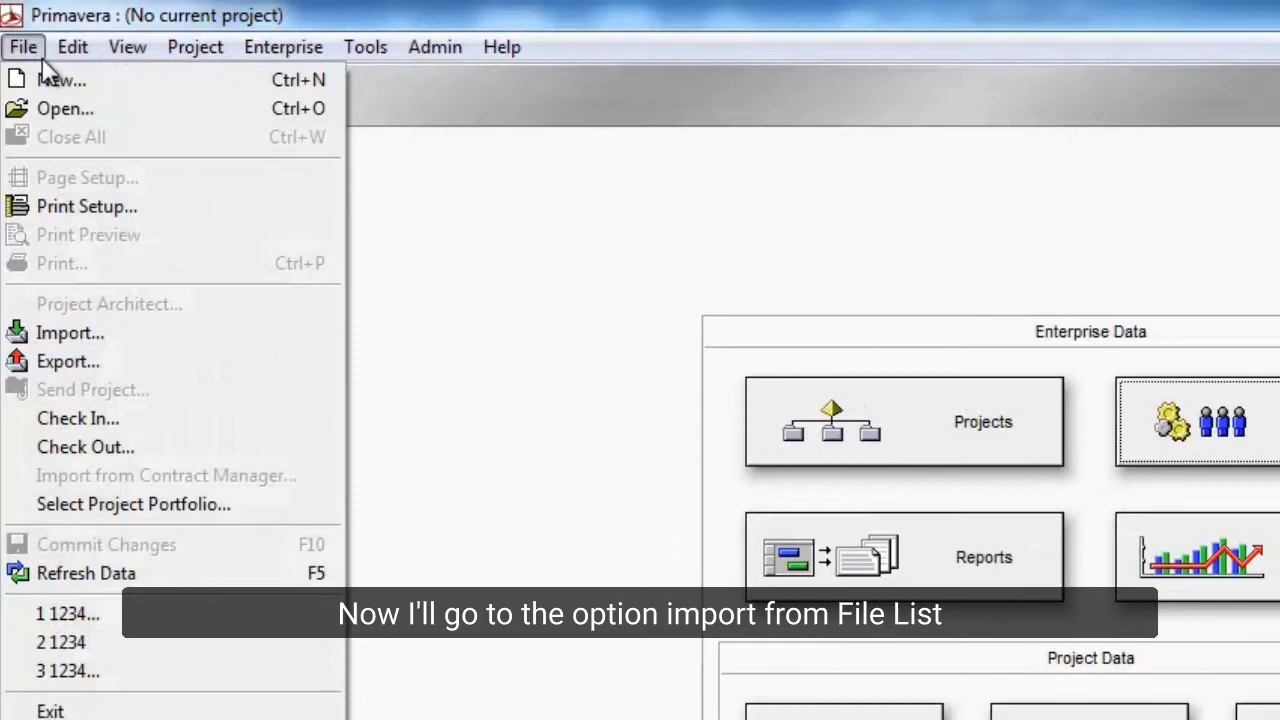 Primavera : (No current project)
File Edit View Project Enterprise Tools Admin Help
New... Ctrl+N
Open... Ctrl+O
Close All Ctrl+W
Page Setup...
Print Setup...
Print Preview
Print... Ctrl+P
Project Architect...
Import...
Export...
Send Project...
Check In...
Check Out...
Import from Contract Manager...
Select Project Portfolio...
Commit Changes F10
Refresh Data F5
1 1234...
2 1234
3 1234...
Exit
Enterprise Data
Projects
Reports
Project Data
Now I'll go to the option import from File List